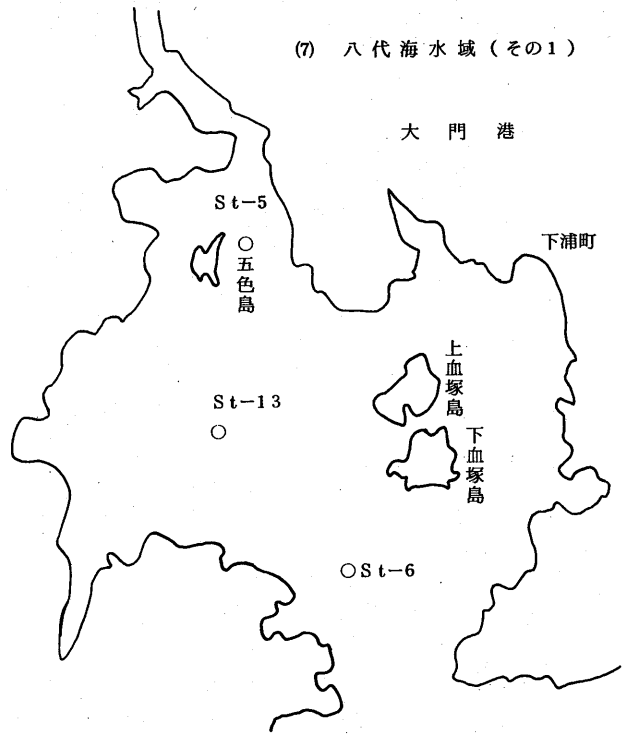 (7) 八代海水域(その1)
大門港
St-5
下浦町
五色島
上血塚島
St-13
下血塚島
St-6